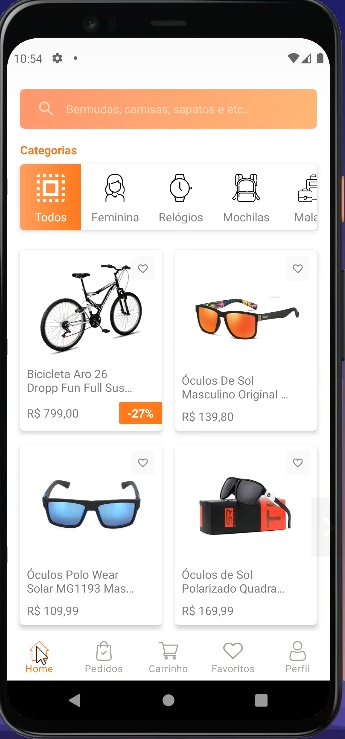 10:54
Bermudas, camisas, sapatos e etc...
Categorias
Todos Feminina Relógios Mochilas Mala
Bicicleta Aro 26
Dropp Fun Full Sus...
R$ 799,00 -27%
Óculos De Sol
Masculino Original ...
R$ 139,80
Óculos Polo Wear
Solar MG1193 Mas...
R$ 109,99
Óculos de Sol
Polarizado Quadra...
R$ 169,99
Home Pedidos Carrinho Favoritos Perfil